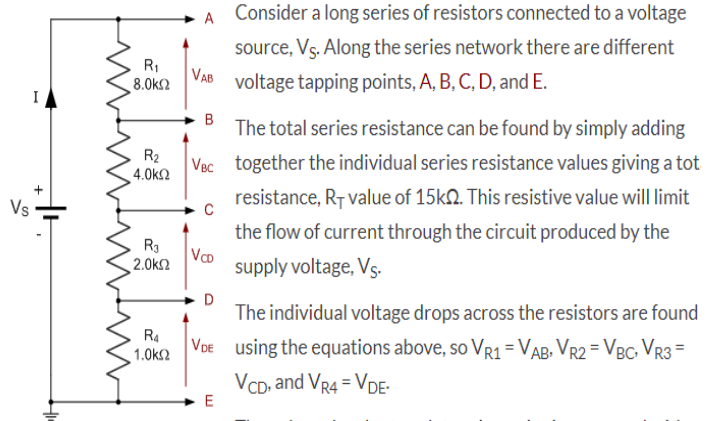 A
R1
8.0kΩ
VAB
I
B
R2
4.0kΩ
VBC
+
VS
-
C
R3
2.0kΩ
VCD
D
R4
1.0kΩ
VDE
E
Consider a long series of resistors connected to a voltage
source, VS. Along the series network there are different
voltage tapping points, A, B, C, D, and E.
The total series resistance can be found by simply adding
together the individual series resistance values giving a tot
resistance, RT value of 15kΩ. This resistive value will limit
the flow of current through the circuit produced by the
supply voltage, VS.
The individual voltage drops across the resistors are found
using the equations above, so VR1 = VAB, VR2 = VBC, VR3 =
VCD, and VR4 = VDE.